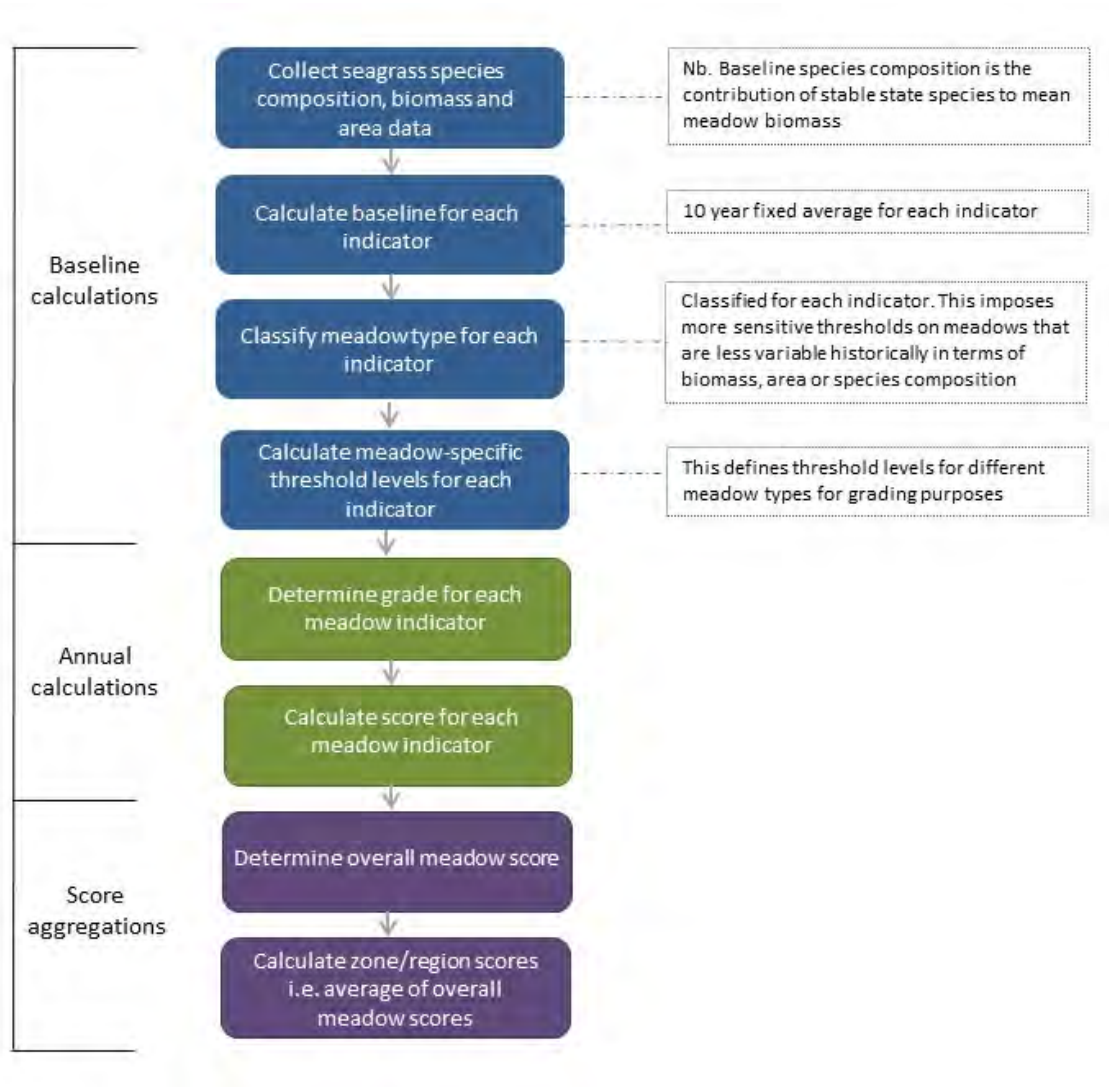 Collect seagrass species
composition, biomass and
area data
Nb. Baseline species composition is the
contribution of stable state species to mean
meadow biomass
Calculate baseline for each
indicator
10 year fixed average for each indicator
Baseline
calculations
Classify meadow type for each
indicator
Classified for each indicator. This imposes
more sensitive thresholds on meadows that
are less variable historically in terms of
biomass, area or species composition
Calculate meadow-specific
threshold levels for each
indicator
This defines threshold levels for different
meadow types for grading purposes
Annual
calculations
Determine grade for each
meadow indicator
Calculate score for each
meadow indicator
Score
aggregations
Determine overall meadow score
Calculate zone/region scores
i.e. average of overall
meadow scores